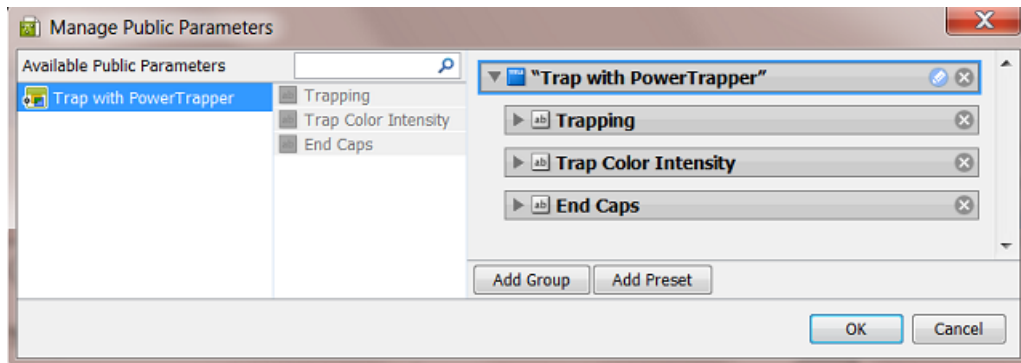 Manage Public Parameters
Available Public Parameters
Trap with PowerTrapper
Trapping
Trap Color Intensity
End Caps
"Trap with PowerTrapper"
Trapping
Trap Color Intensity
End Caps
Add Group
Add Preset
OK
Cancel